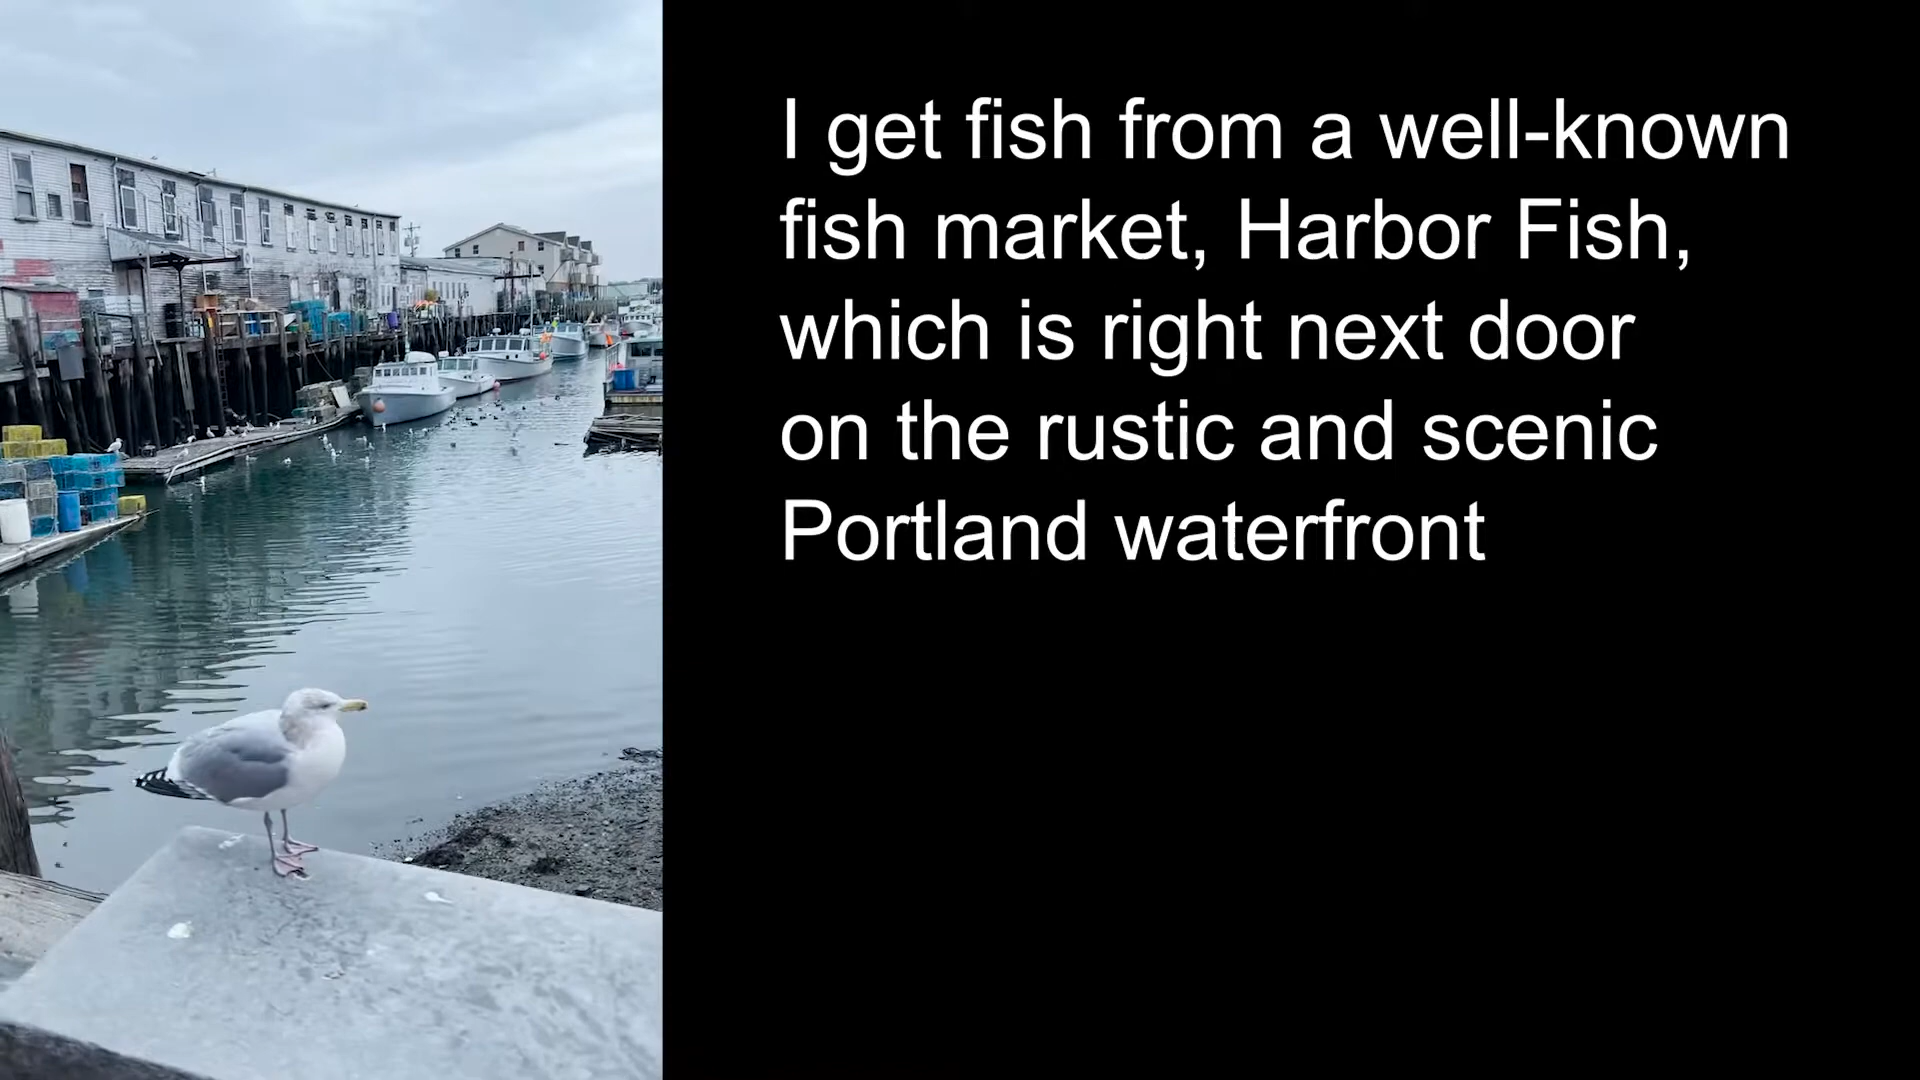 I get fish from a well-known
fish market, Harbor Fish,
which is right next door
on the rustic and scenic
Portland waterfront